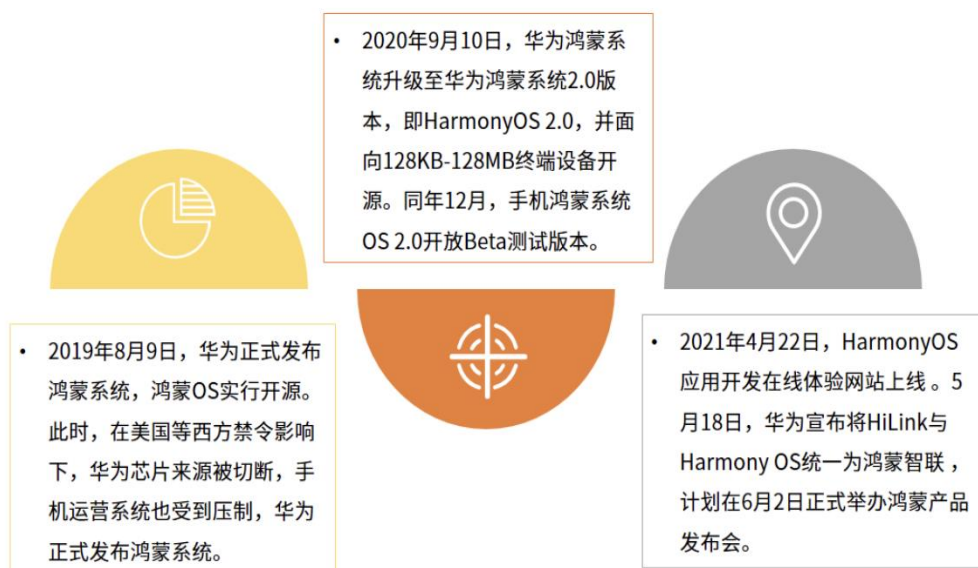 • 2020年9月10日，华为鸿蒙系
统升级至华为鸿蒙系统2.0版
本，即HarmonyOS 2.0，并面
向128KB-128MB终端设备开
源。同年12月，手机鸿蒙系统
OS 2.0开放Beta测试版本。
• 2019年8月9日，华为正式发布
鸿蒙系统，鸿蒙OS实行开源。
此时，在美国等西方禁令影响
下，华为芯片来源被切断，手
机运营系统也受到压制，华为
正式发布鸿蒙系统。
• 2021年4月22日，HarmonyOS
应用开发在线体验网站上线 。5
月18日，华为宣布将HiLink与
Harmony OS统一为鸿蒙智联 ，
计划在6月2日正式举办鸿蒙产品
发布会。